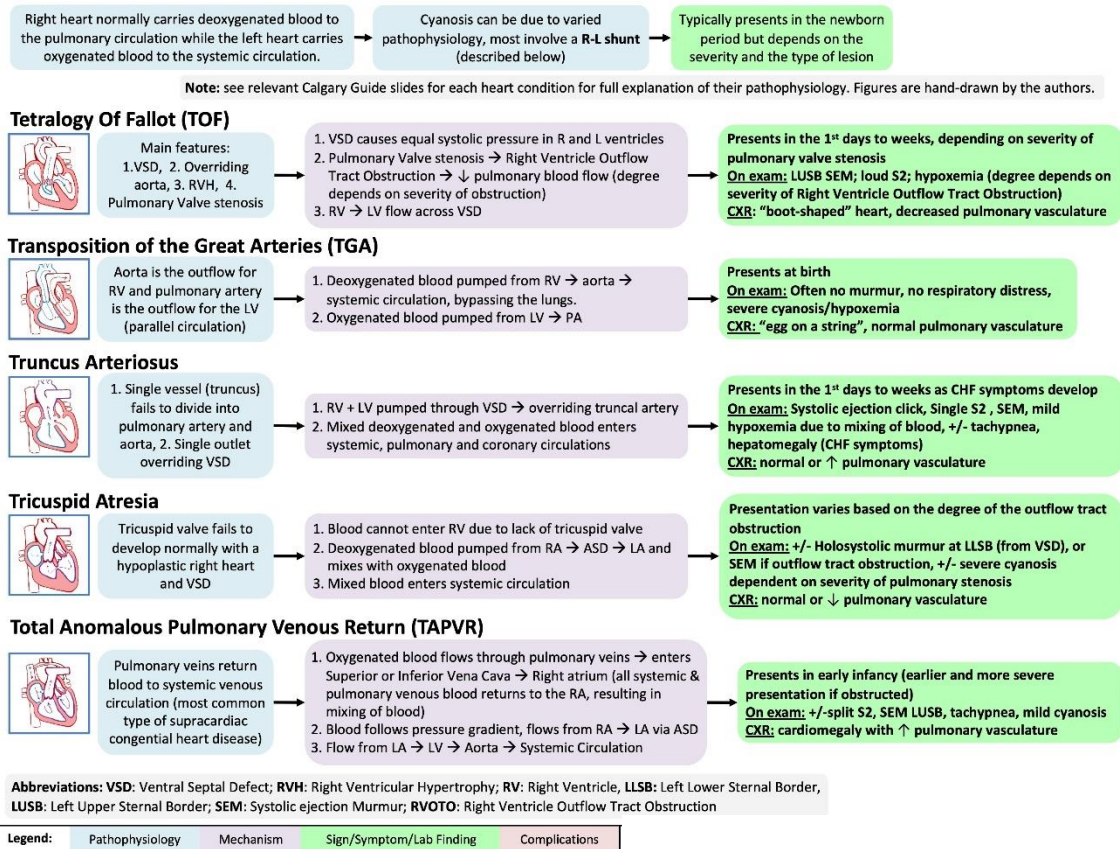 Right heart normally carries deoxygenated blood to
the pulmonary circulation while the left heart carries
oxygenated blood to the systemic circulation.
Cyanosis can be due to varied
pathophysiology, most involve a R-L shunt
(described below)
Typically presents in the newborn
period but depends on the
severity and the type of lesion
Note: see relevant Calgary Guide slides for each heart condition for full explanation of their pathophysiology. Figures are hand-drawn by the authors.
Tetralogy Of Fallot (TOF)
Main features:
1.VSD, 2. Overriding
aorta, 3. RVH, 4.
Pulmonary Valve stenosis
1. VSD causes equal systolic pressure in R and L ventricles
2. Pulmonary Valve stenosis → Right Ventricle Outflow
Tract Obstruction → ↓ pulmonary blood flow (degree
depends on severity of obstruction)
3. RV → LV flow across VSD
Presents in the 1st days to weeks, depending on severity of
pulmonary valve stenosis
On exam: LUSB SEM; loud S2; hypoxemia (degree depends on
severity of Right Ventricle Outflow Tract Obstruction)
CXR: “boot-shaped” heart, decreased pulmonary vasculature
Transposition of the Great Arteries (TGA)
Aorta is the outflow for
RV and pulmonary artery
is the outflow for the LV
(parallel circulation)
1. Deoxygenated blood pumped from RV → aorta →
systemic circulation, bypassing the lungs.
2. Oxygenated blood pumped from LV → PA
Presents at birth
On exam: Often no murmur, no respiratory distress,
severe cyanosis/hypoxemia
CXR: “egg on a string”, normal pulmonary vasculature
Truncus Arteriosus
1. Single vessel (truncus)
fails to divide into
pulmonary artery and
aorta, 2. Single outlet
overriding VSD
1. RV + LV pumped through VSD → overriding truncal artery
2. Mixed deoxygenated and oxygenated blood enters
systemic, pulmonary and coronary circulations
Presents in the 1st days to weeks as CHF symptoms develop
On exam: Systolic ejection click, Single S2 , SEM, mild
hypoxemia due to mixing of blood, +/- tachypnea,
hepatomegaly (CHF symptoms)
CXR: normal or ↑ pulmonary vasculature
Tricuspid Atresia
Tricuspid valve fails to
develop normally with a
hypoplastic right heart
and VSD
1. Blood cannot enter RV due to lack of tricuspid valve
2. Deoxygenated blood pumped from RA → ASD → LA and
mixes with oxygenated blood
3. Mixed blood enters systemic circulation
Presentation varies based on the degree of the outflow tract
obstruction
On exam: +/- Holosystolic murmur at LLSB (from VSD), or
SEM if outflow tract obstruction, +/- severe cyanosis
dependent on severity of pulmonary stenosis
CXR: normal or ↓ pulmonary vasculature
Total Anomalous Pulmonary Venous Return (TAPVR)
Pulmonary veins return
blood to systemic venous
circulation (most common
type of supracardiac
congential heart disease)
1. Oxygenated blood flows through pulmonary veins → enters
Superior or Inferior Vena Cava → Right atrium (all systemic &
pulmonary venous blood returns to the RA, resulting in
mixing of blood)
2. Blood follows pressure gradient, flows from RA → LA via ASD
3. Flow from LA → LV → Aorta → Systemic Circulation
Presents in early infancy (earlier and more severe
presentation if obstructed)
On exam: +/-split S2, SEM LUSB, tachypnea, mild cyanosis
CXR: cardiomegaly with ↑ pulmonary vasculature
Abbreviations: VSD: Ventral Septal Defect; RVH: Right Ventricular Hypertrophy; RV: Right Ventricle, LLSB: Left Lower Sternal Border,
LUSB: Left Upper Sternal Border; SEM: Systolic ejection Murmur; RVOTO: Right Ventricle Outflow Tract Obstruction
Legend: Pathophysiology Mechanism Sign/Symptom/Lab Finding Complications